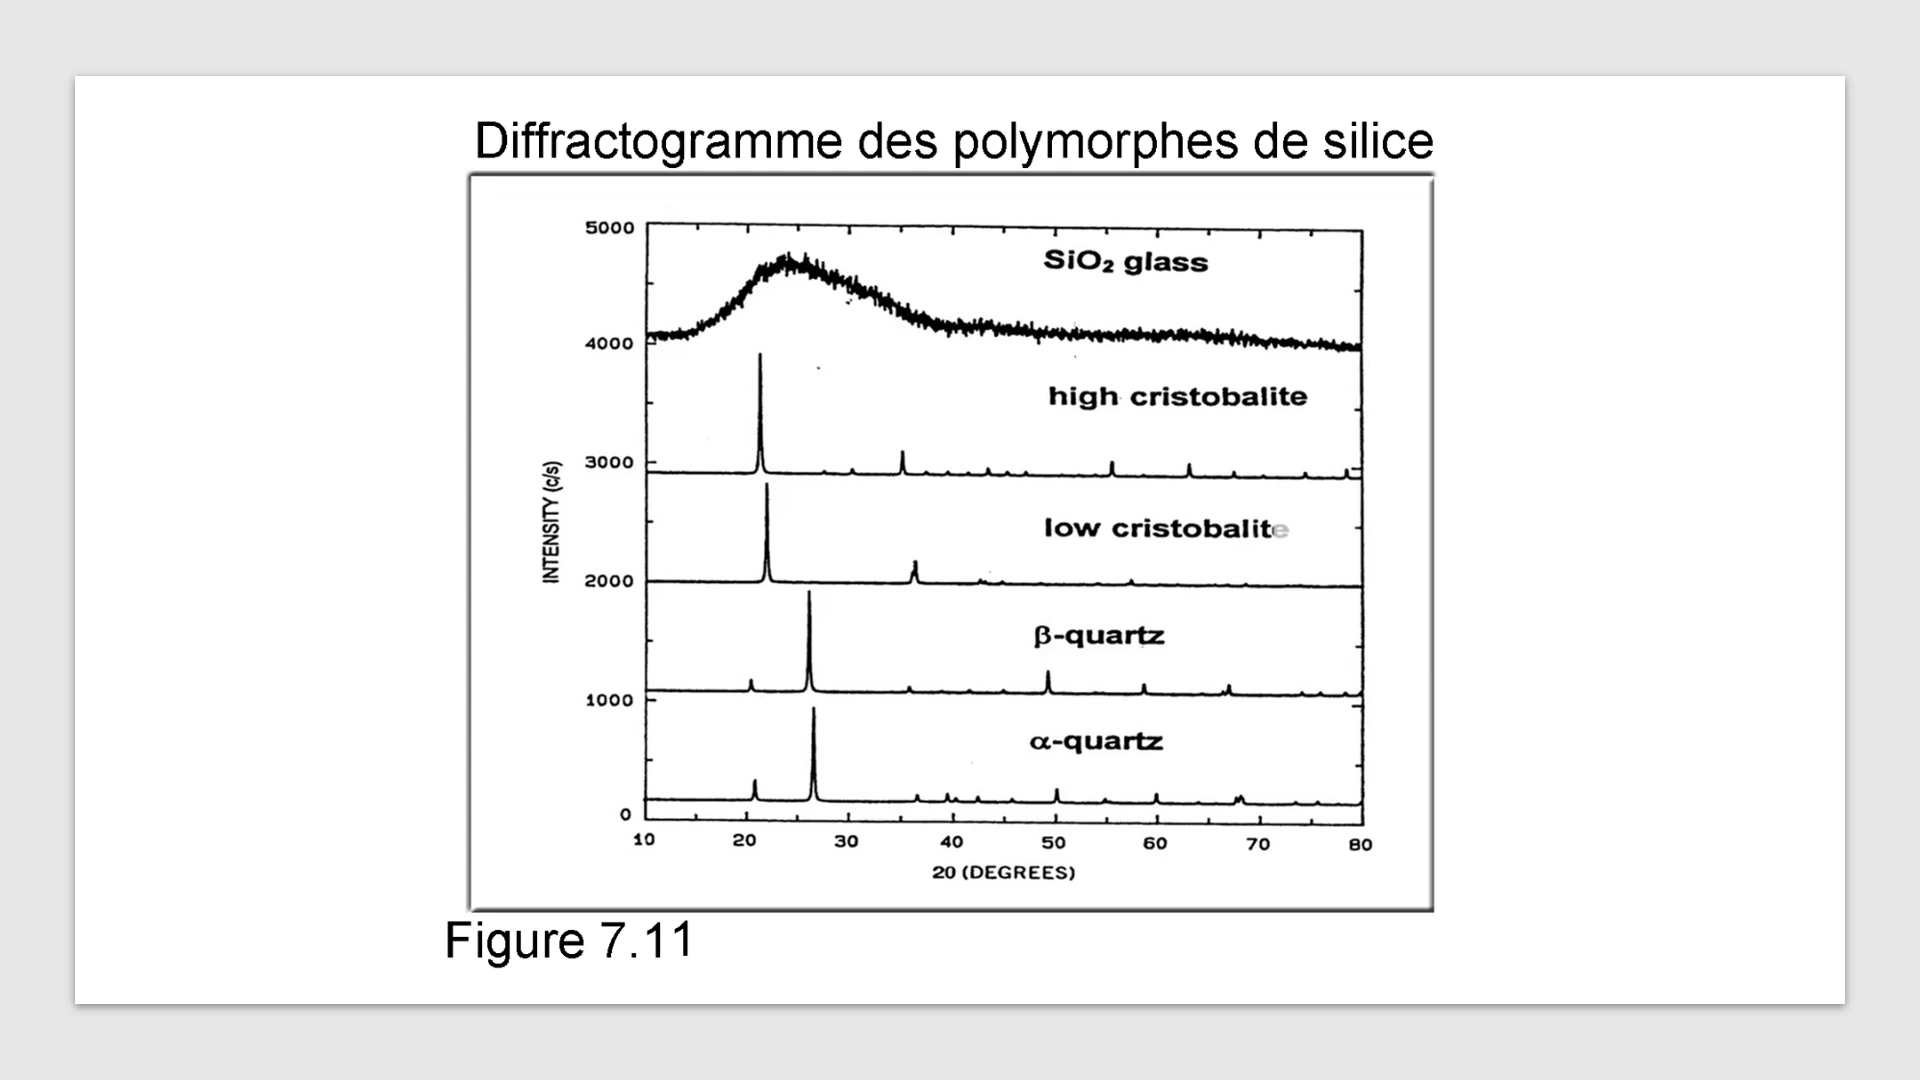 Diffractogramme des polymorphes de silice
5000
SiO₂ glass
4000
high cristobalite
3000
INTENSITY (c/s)
low cristobalite
2000
β-quartz
1000
α-quartz
0
10 20 30 40 50 60 70 80
2θ (DEGREES)
Figure 7.11